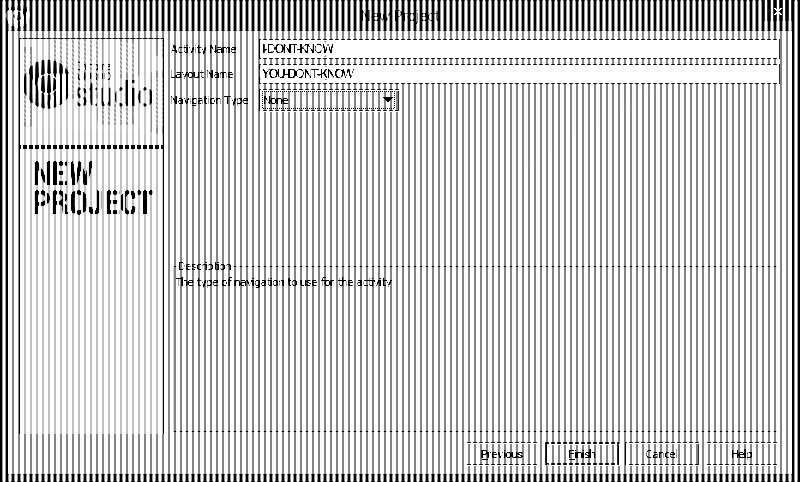 New Project
studio
Activity Name I-DONT-KNOW
Layout Name YOU-DONT-KNOW
Navigation Type None
NEW
PROJECT
Description
The type of navigation to use for the activity
Previous Finish Cancel Help